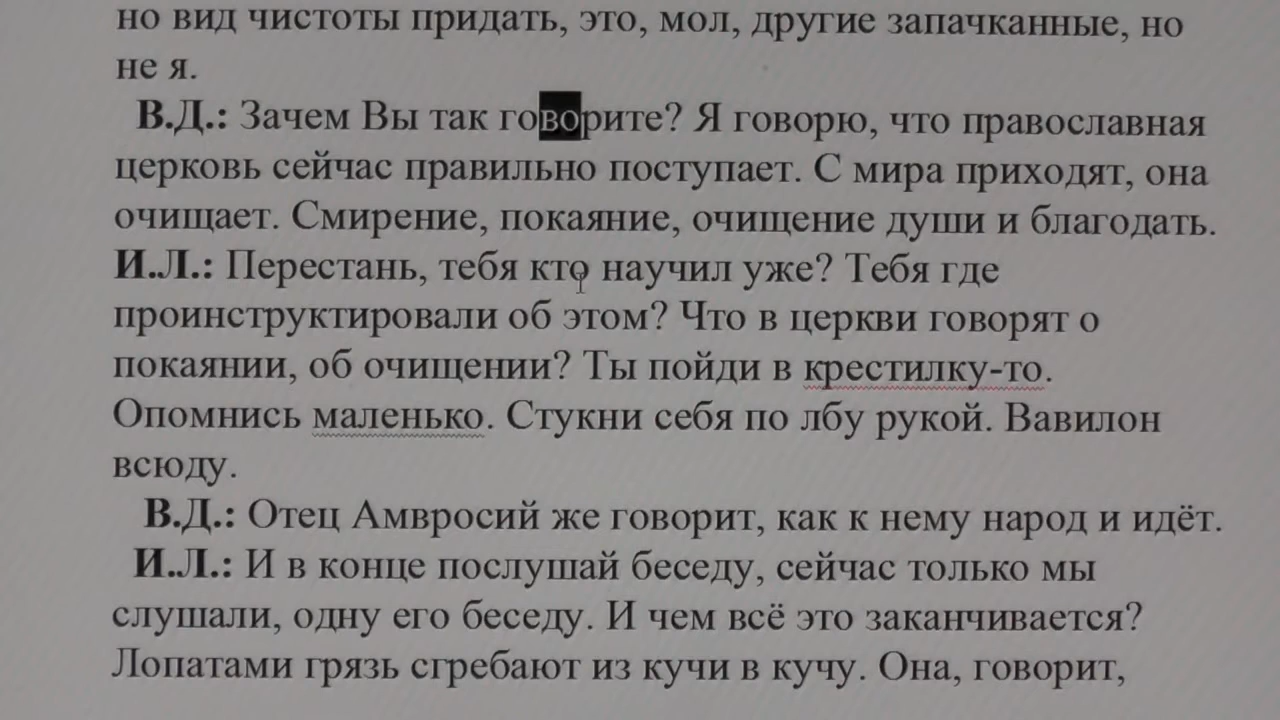 но вид чистоты придать, это, мол, другие запачканные, но
не я.
В.Д.: Зачем Вы так говорите? Я говорю, что православная
церковь сейчас правильно поступает. С мира приходят, она
очищает. Смирение, покаяние, очищение души и благодать.
И.Л.: Перестань, тебя кто научил уже? Тебя где
проинструктировали об этом? Что в церкви говорят о
покаянии, об очищении? Ты пойди в крестилку-то.
Опомнись маленько. Стукни себя по лбу рукой. Вавилон
всюду.
В.Д.: Отец Амвросий же говорит, как к нему народ и идёт.
И.Л.: И в конце послушай беседу, сейчас только мы
слушали, одну его беседу. И чем всё это заканчивается?
Лопатами грязь сгребают из кучи в кучу. Она, говорит,